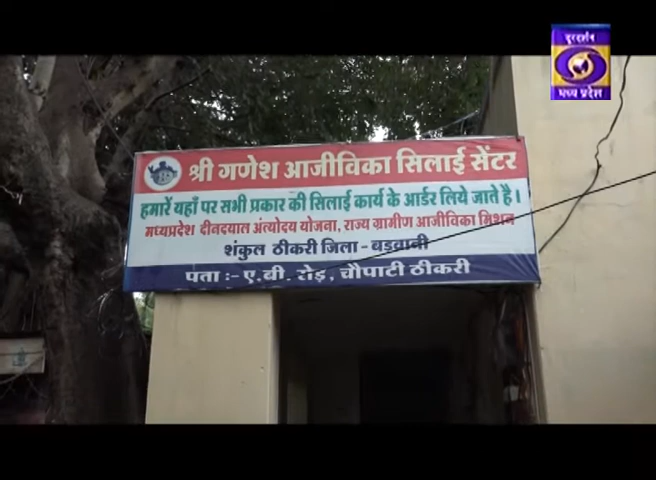 दूरदर्शन
मध्य प्रदेश
श्री गणेश आजीविका सिलाई सेंटर
हमारें यहाँ पर सभी प्रकार की सिलाई कार्य के आर्डर लिये जाते है।
मध्यप्रदेश दीनदयाल अंत्योदय योजना, राज्य ग्रामीण आजीविका मिशन
शंकुल ठीकरी जिला - बड़वानी
पता :- ए.बी. रोड़, चौपाटी ठीकरी